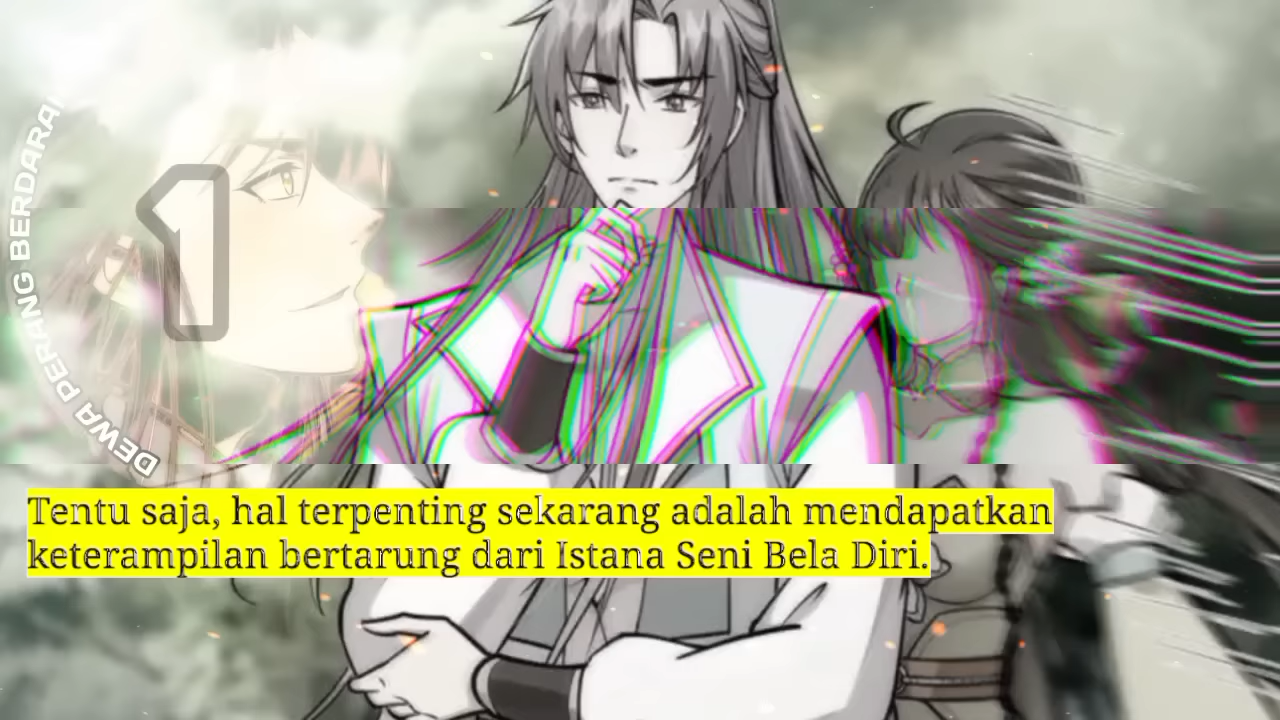 DEWA PERANG BERDARAH
1
Tentu saja, hal terpenting sekarang adalah mendapatkan
keterampilan bertarung dari Istana Seni Bela Diri.